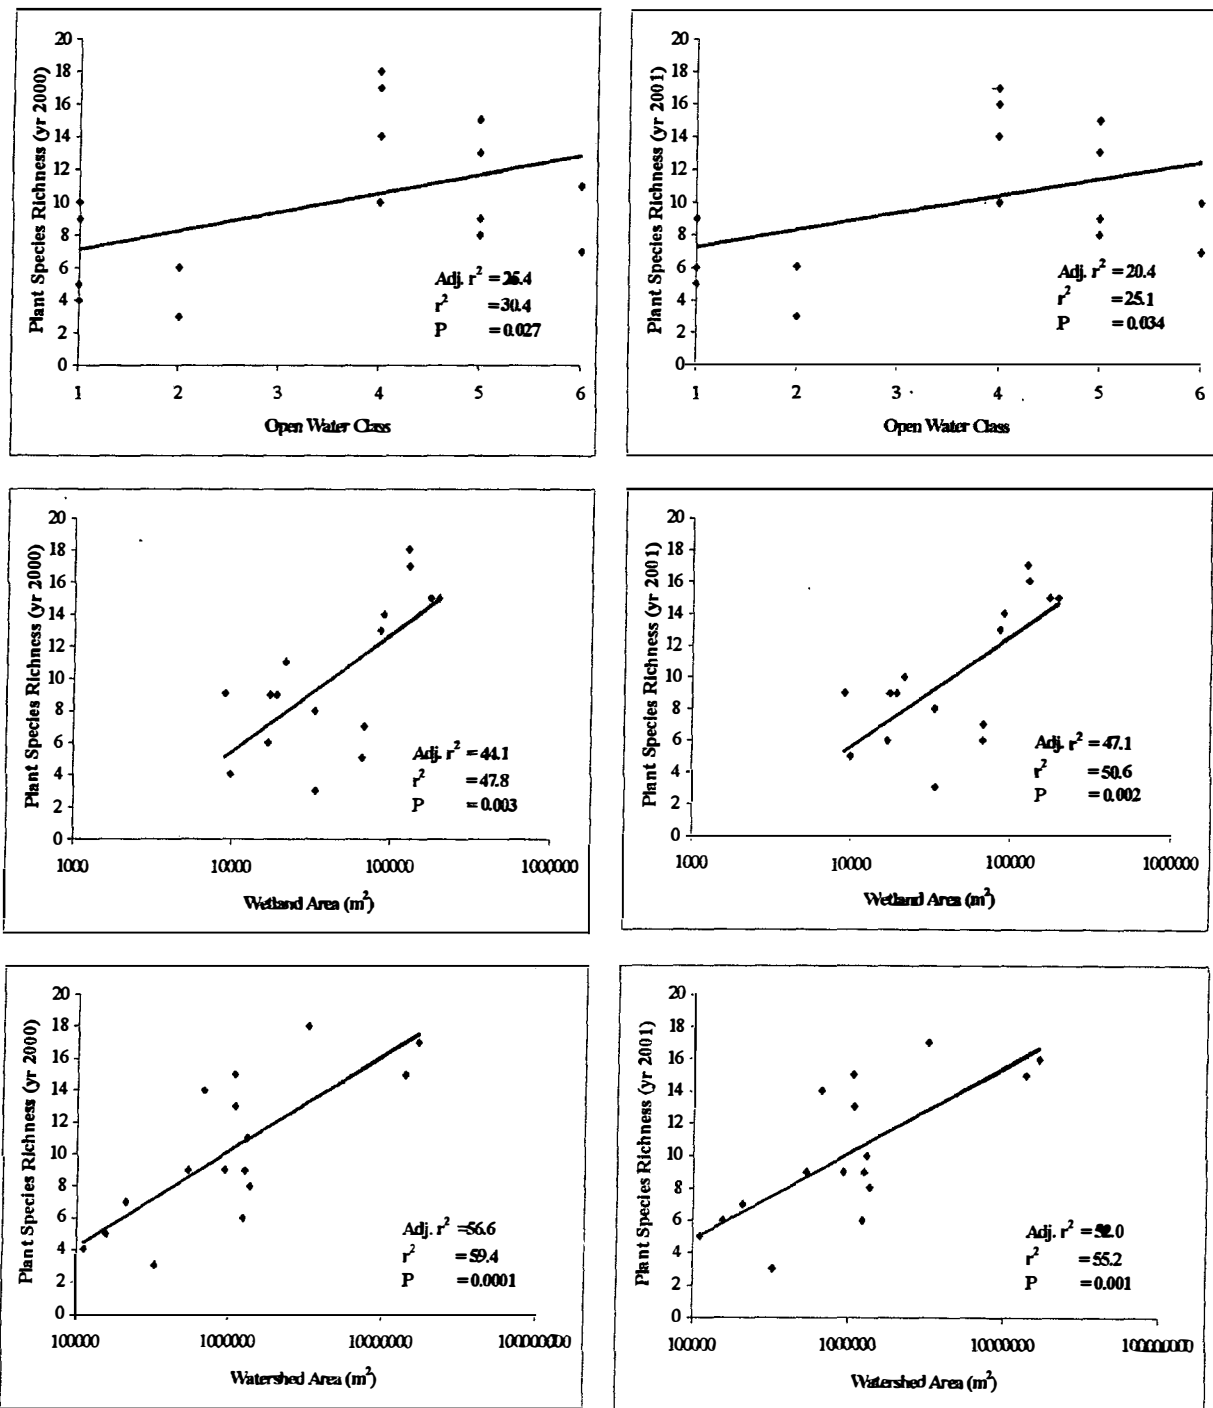 Plant Species Richness (yr 2000)
20
18
16
14
12
10
8
6
4
2
0
Adj. r² = 25.4
r² = 30.4
P = 0.027
1 2 3 4 5 6
Open Water Class
Plant Species Richness (yr 2001)
20
18
16
14
12
10
8
6
4
2
0
Adj. r² = 20.4
r² = 25.1
P = 0.034
1 2 3 4 5 6
Open Water Class
Plant Species Richness (yr 2000)
20
18
16
14
12
10
8
6
4
2
0
Adj. r² = 44.1
r² = 47.8
P = 0.003
1000 10000 100000 1000000
Wetland Area (m²)
Plant Species Richness (yr 2001)
20
18
16
14
12
10
8
6
4
2
0
Adj. r² = 47.1
r² = 50.6
P = 0.002
1000 10000 100000 1000000
Wetland Area (m²)
Plant Species Richness (yr 2000)
20
18
16
14
12
10
8
6
4
2
0
Adj. r² = 56.6
r² = 59.4
P = 0.0001
100000 1000000 10000000 100000000
Watershed Area (m²)
Plant Species Richness (yr 2001)
20
18
16
14
12
10
8
6
4
2
0
Adj. r² =
r² = 55.2
P = 0.001
100000 1000000 10000000 100000000
Watershed Area (m²)